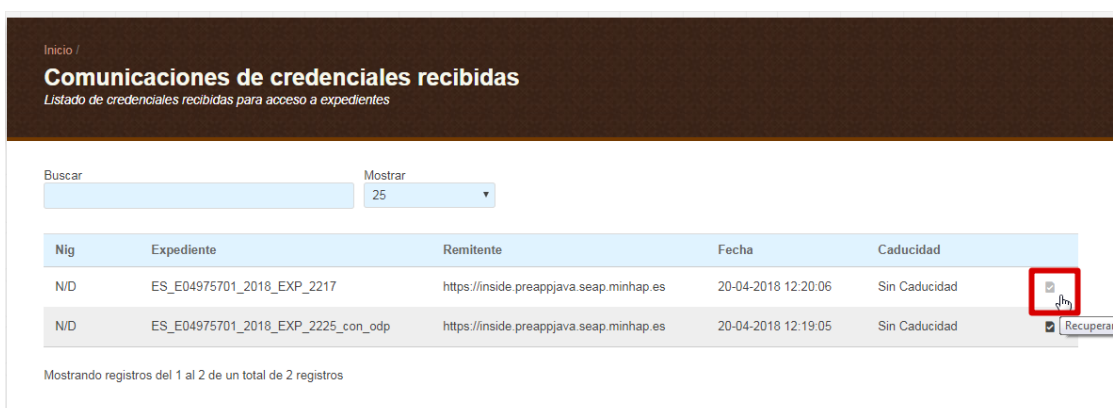 Inicio /
Comunicaciones de credenciales recibidas
Listado de credenciales recibidas para acceso a expedientes
Buscar Mostrar
25
Nig Expediente Remitente Fecha Caducidad
N/D ES_E04975701_2018_EXP_2217 https://inside.preappjava.seap.minhap.es 20-04-2018 12:20:06 Sin Caducidad
N/D ES_E04975701_2018_EXP_2225_con_odp https://inside.preappjava.seap.minhap.es 20-04-2018 12:19:05 Sin Caducidad Recuperar
Mostrando registros del 1 al 2 de un total de 2 registros